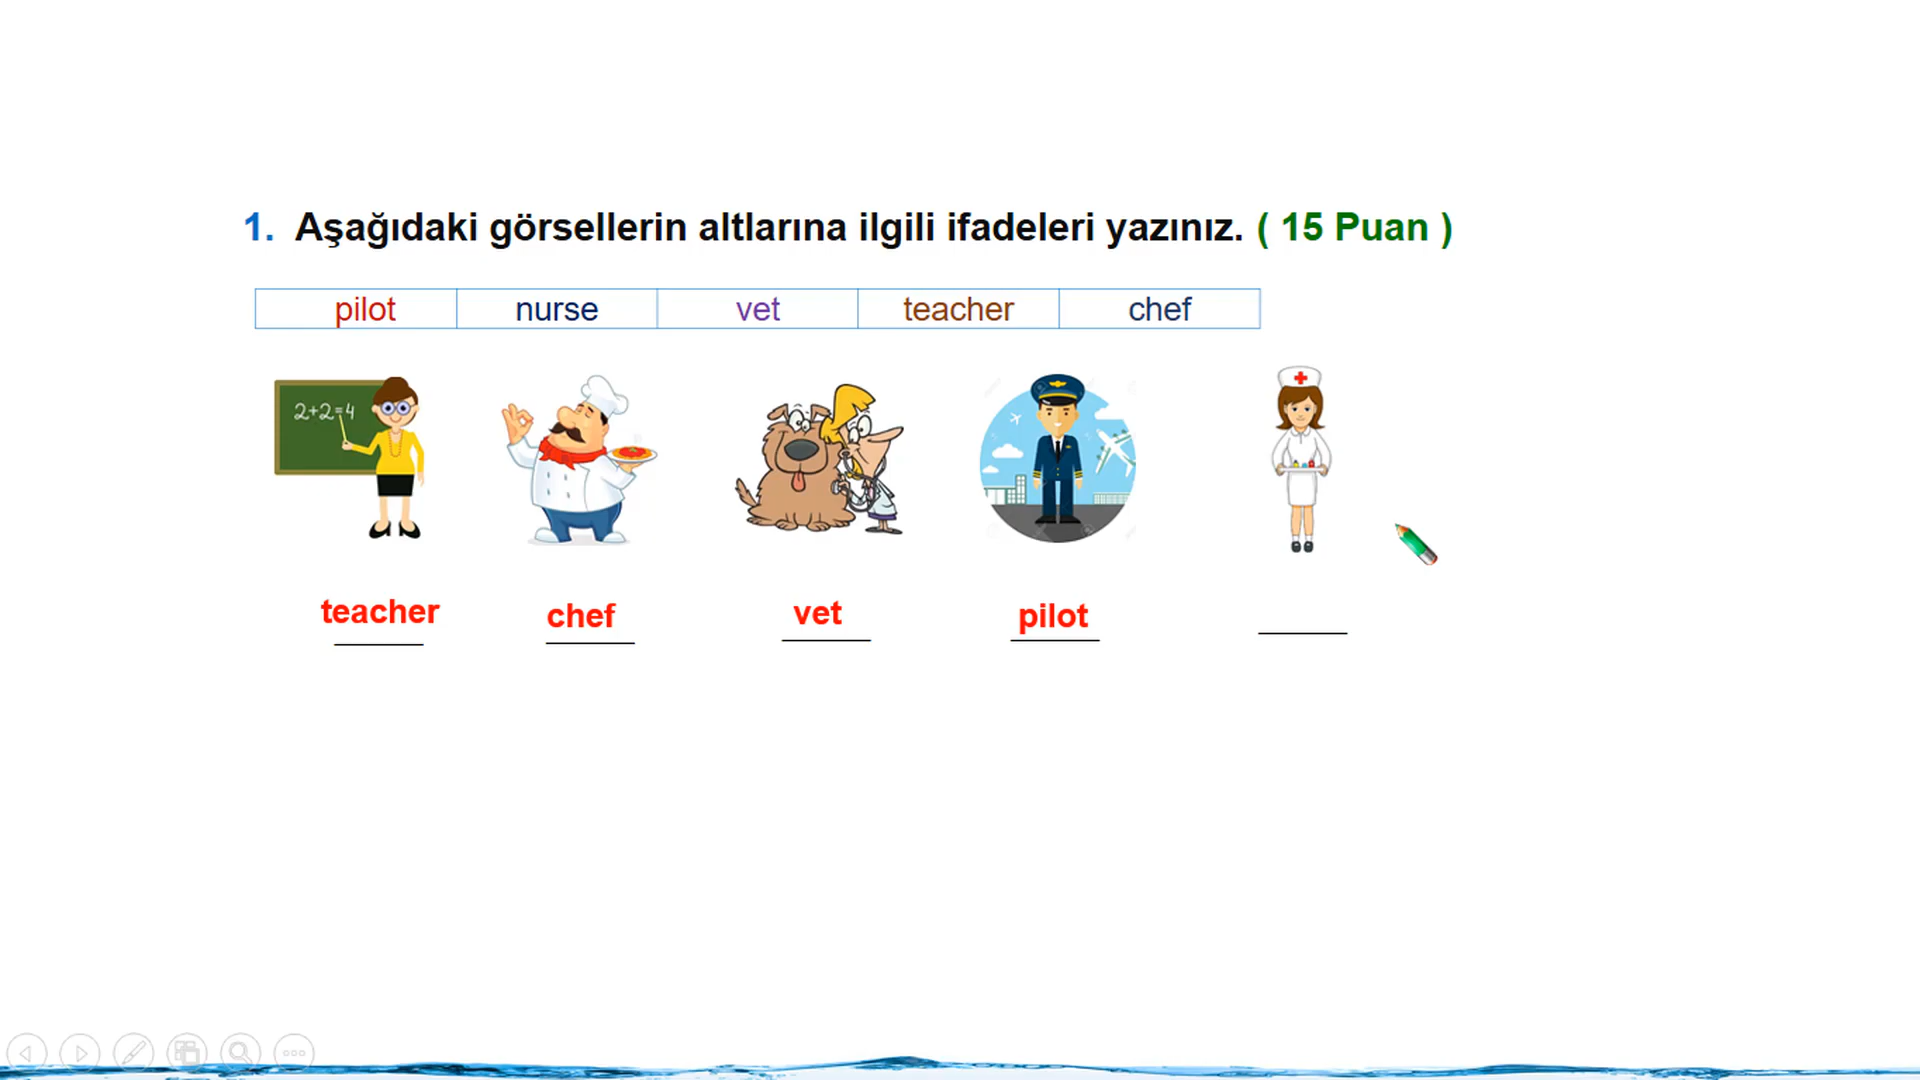 1. Aşağıdaki görsellerin altlarına ilgili ifadeleri yazınız. ( 15 Puan )
pilot nurse vet teacher chef
2+2=4
teacher chef vet pilot